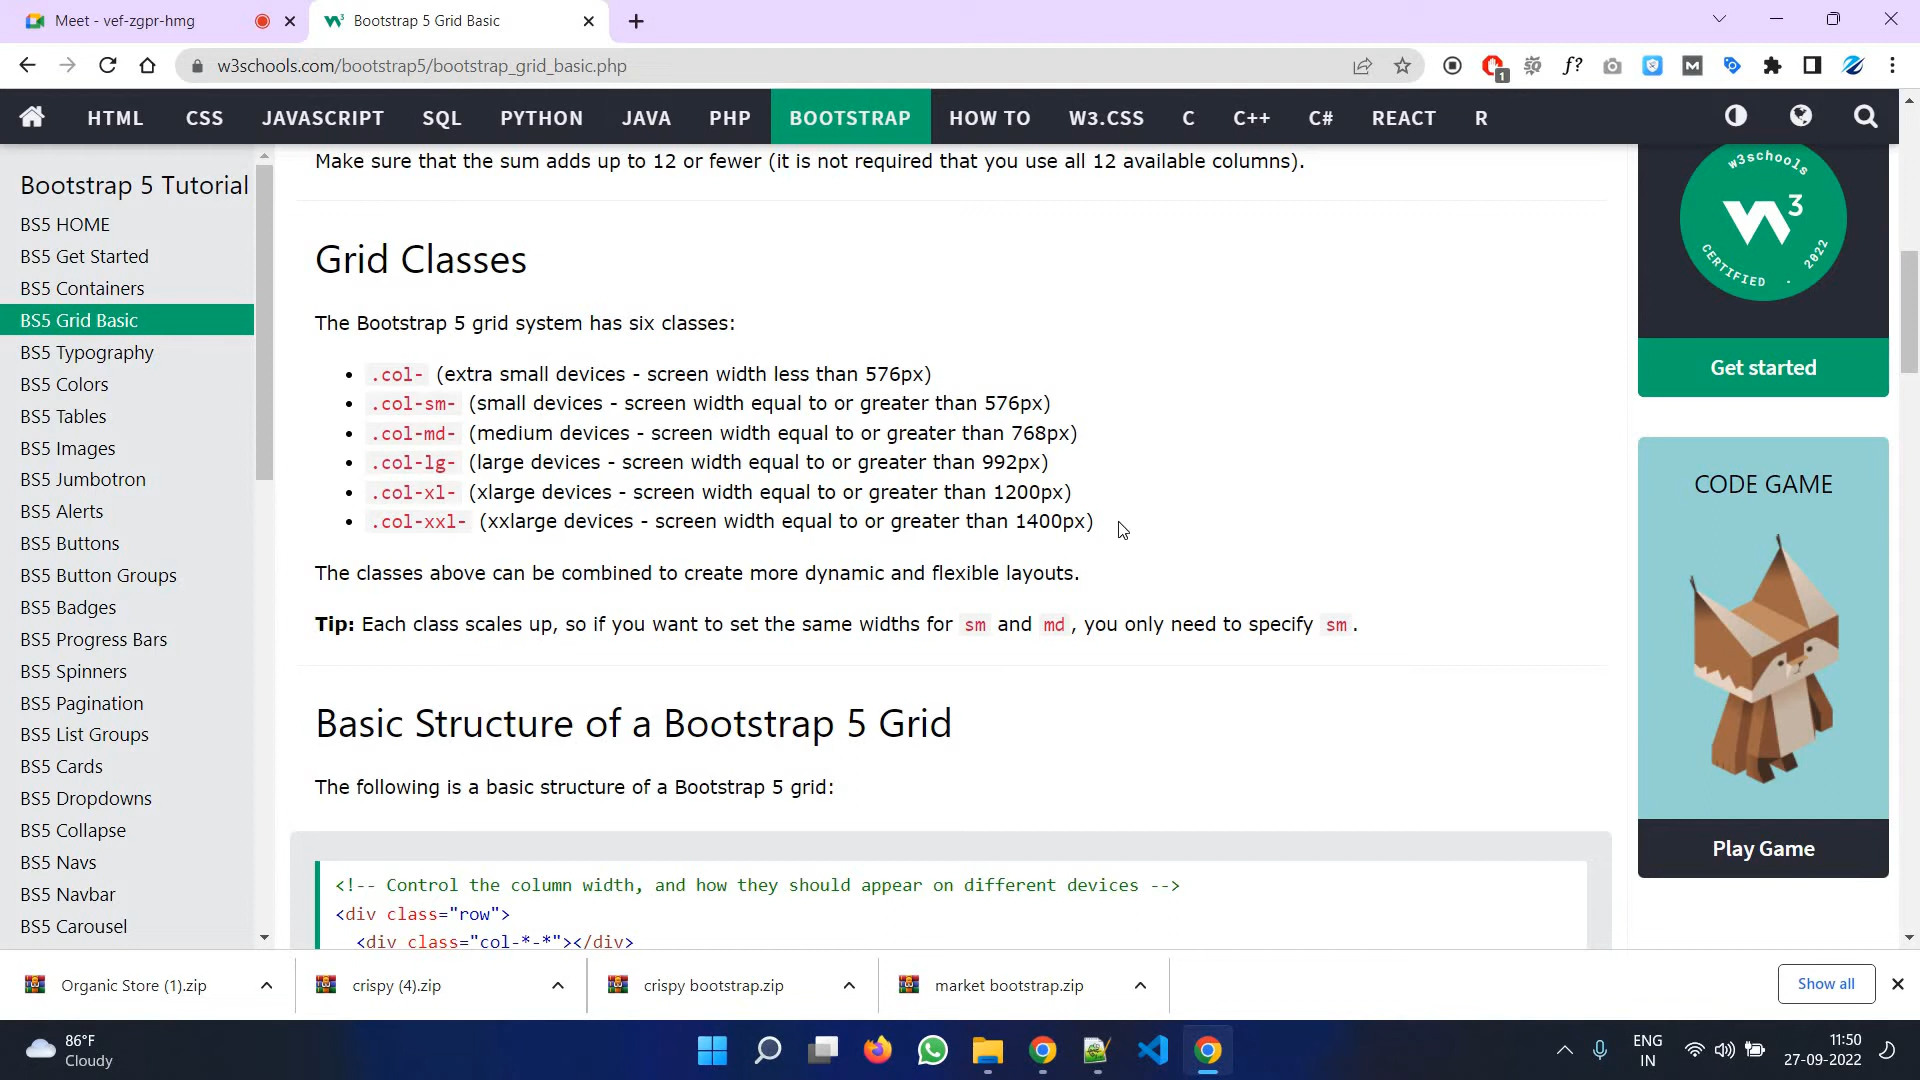 Meet - vef-zgpr-hmg
Bootstrap 5 Grid Basic
w3schools.com/bootstrap5/bootstrap_grid_basic.php
1
HTML CSS JAVASCRIPT SQL PYTHON JAVA PHP BOOTSTRAP HOW TO W3.CSS C C++ C# REACT R
Bootstrap 5 Tutorial
BS5 HOME
BS5 Get Started
BS5 Containers
BS5 Grid Basic
BS5 Typography
BS5 Colors
BS5 Tables
BS5 Images
BS5 Jumbotron
BS5 Alerts
BS5 Buttons
BS5 Button Groups
BS5 Badges
BS5 Progress Bars
BS5 Spinners
BS5 Pagination
BS5 List Groups
BS5 Cards
BS5 Dropdowns
BS5 Collapse
BS5 Navs
BS5 Navbar
BS5 Carousel
Make sure that the sum adds up to 12 or fewer (it is not required that you use all 12 available columns).
Grid Classes
The Bootstrap 5 grid system has six classes:
• .col- (extra small devices - screen width less than 576px)
• .col-sm- (small devices - screen width equal to or greater than 576px)
• .col-md- (medium devices - screen width equal to or greater than 768px)
• .col-lg- (large devices - screen width equal to or greater than 992px)
• .col-xl- (xlarge devices - screen width equal to or greater than 1200px)
• .col-xxl- (xxlarge devices - screen width equal to or greater than 1400px)
The classes above can be combined to create more dynamic and flexible layouts.
Tip: Each class scales up, so if you want to set the same widths for sm and md, you only need to specify sm.
Basic Structure of a Bootstrap 5 Grid
The following is a basic structure of a Bootstrap 5 grid:
<!-- Control the column width, and how they should appear on different devices -->
<div class="row">
<div class="col-*-*"></div>
w3schools
W3
CERTIFIED . 2022
Get started
CODE GAME
Play Game
Organic Store (1).zip
crispy (4).zip
crispy bootstrap.zip
market bootstrap.zip
Show all
86°F
Cloudy
ENG
IN
11:50
27-09-2022